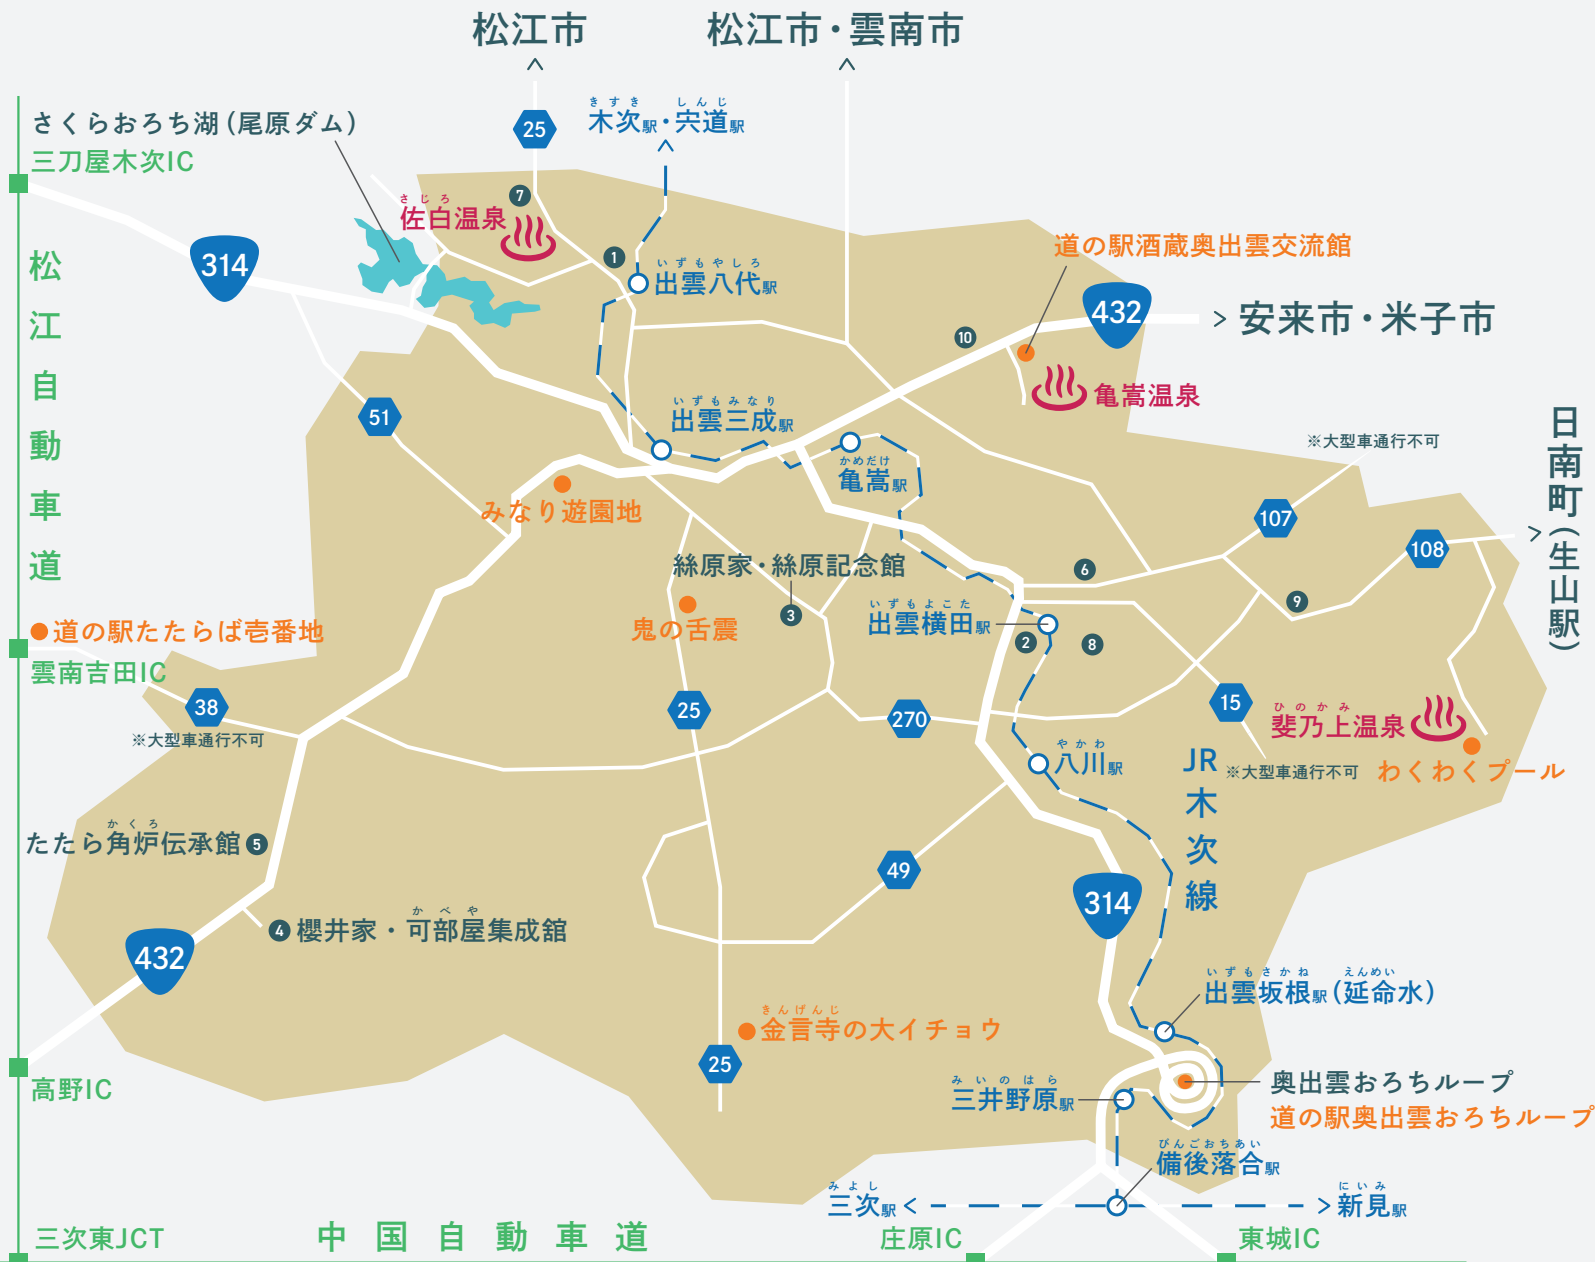 松江市
松江市・雲南市
さくらおろち湖(尾原ダム)
25
きすき しんじ
木次駅・宍道駅
三刀屋木次IC
7
さじろ
佐白温泉
314
1
いずもやしろ
出雲八代駅
道の駅酒蔵奥出雲交流館
432
安来市・米子市
10
亀嵩温泉
松江自動車道
51
いずもみなり
出雲三成駅
かめだけ
亀嵩駅
※大型車通行不可
日南町(生山駅)
みなり遊園地
107
108
絲原家・絲原記念館
3
6
9
鬼の舌震
いずもよこた
出雲横田駅
2
8
道の駅たたらば壱番地
雲南吉田IC
38
※大型車通行不可
25
270
15
ひのかみ
斐乃上温泉
わくわくプール
※大型車通行不可
やかわ
八川駅
JR木次線
かくろ
たたら角炉伝承館
5
49
314
かべや
4 櫻井家・可部屋集成館
432
いずもさかね えんめい
出雲坂根駅(延命水)
きんげんじ
金言寺の大イチョウ
25
高野IC
みいのはら
三井野原駅
奥出雲おろちループ
道の駅奥出雲おろちループ
びんごおちあい
備後落合駅
みよし
三次駅
にいみ
新見駅
三次東JCT
中国自動車道
庄原IC
東城IC